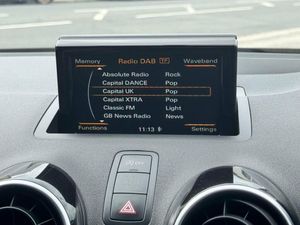 Memory Radio DAB TP Waveband
Absolute Radio Rock
Capital DANCE Pop
Capital UK Pop
Capital XTRA Pop
Classic FM Light
GB News Radio News
Functions 11:13 Settings